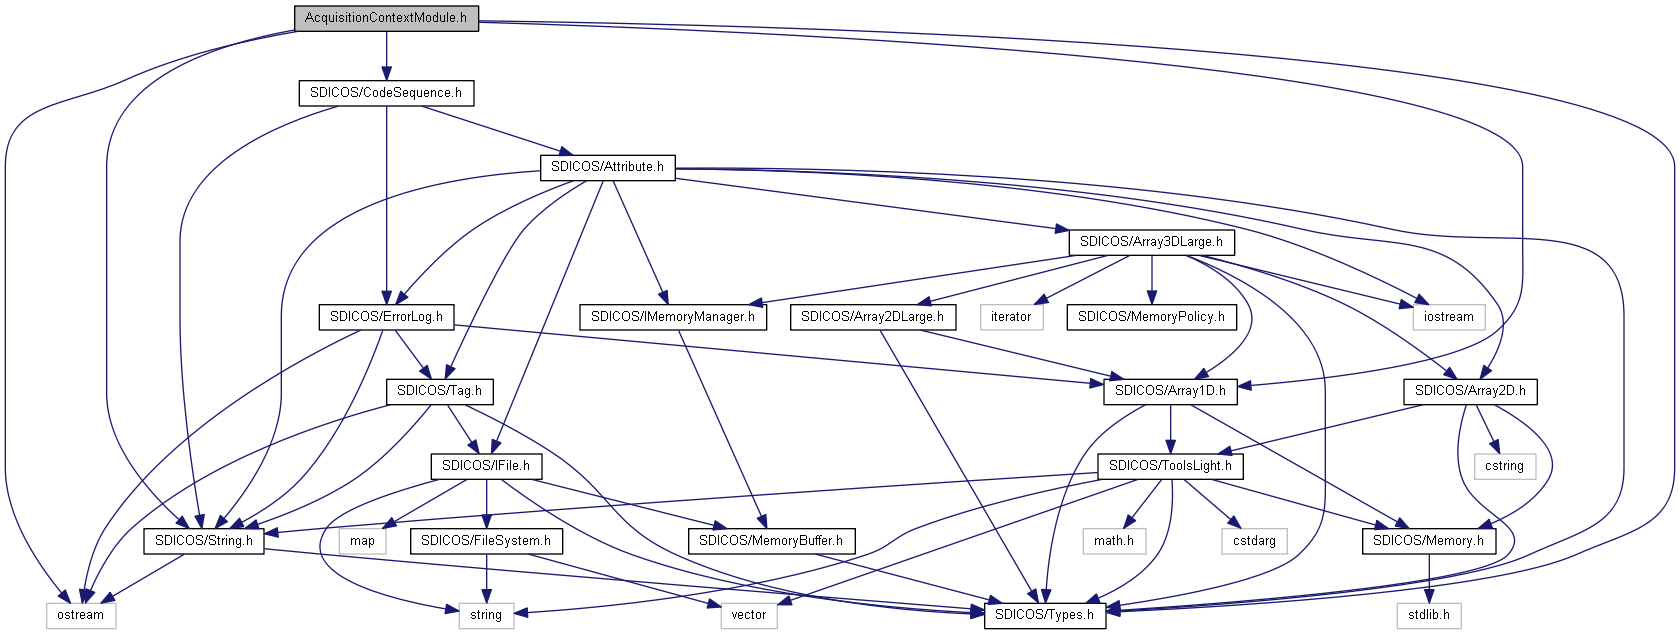 AcquisitionContextModule.h
SDICOS/CodeSequence.h
SDICOS/Attribute.h
SDICOS/Array3DLarge.h
SDICOS/ErrorLog.h
SDICOS/IMemoryManager.h
SDICOS/Array2DLarge.h
iterator
SDICOS/MemoryPolicy.h
iostream
SDICOS/Tag.h
SDICOS/Array1D.h
SDICOS/Array2D.h
SDICOS/IFile.h
SDICOS/ToolsLight.h
cstring
SDICOS/String.h
map
SDICOS/FileSystem.h
SDICOS/MemoryBuffer.h
math.h
cstdarg
SDICOS/Memory.h
ostream
string
vector
SDICOS/Types.h
stdlib.h